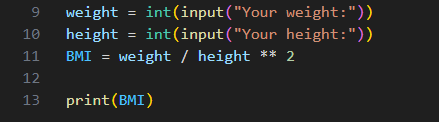 9 weight = int(input("Your weight:"))
10 height = int(input("Your height:"))
11 BMI = weight / height ** 2
12
13 print(BMI)